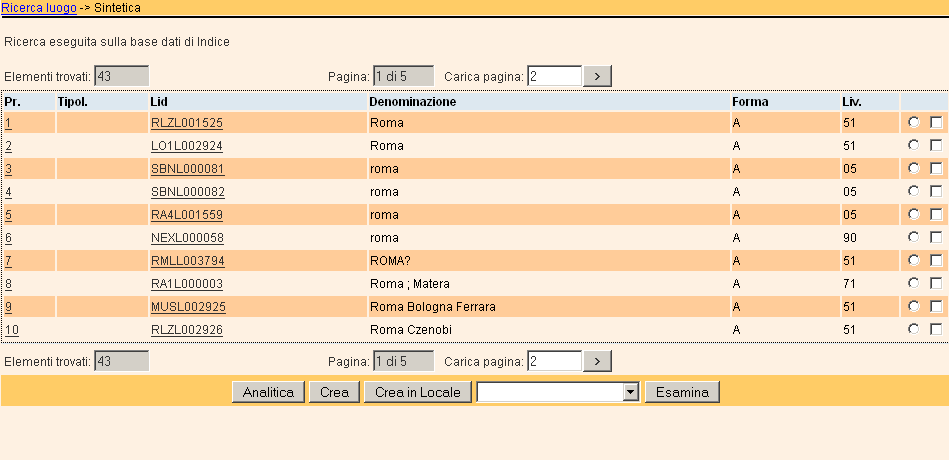 Ricerca luogo -> Sintetica
Ricerca eseguita sulla base dati di Indice
Elementi trovati: 43 Pagina: 1 di 5 Carica pagina: 2 >
Pr. Tipol. Lid Denominazione Forma Liv.
1 RLZL001525 Roma A 51
2 LO1L002924 Roma A 51
3 SBNL000081 roma A 05
4 SBNL000082 roma A 05
5 RA4L001559 roma A 05
6 NEXL000058 roma A 90
7 RMLL003794 ROMA? A 51
8 RA1L000003 Roma ; Matera A 71
9 MUSL002925 Roma Bologna Ferrara A 51
10 RLZL002926 Roma Czenobi A 51
Elementi trovati: 43 Pagina: 1 di 5 Carica pagina: 2 >
Analitica Crea Crea in Locale Esamina